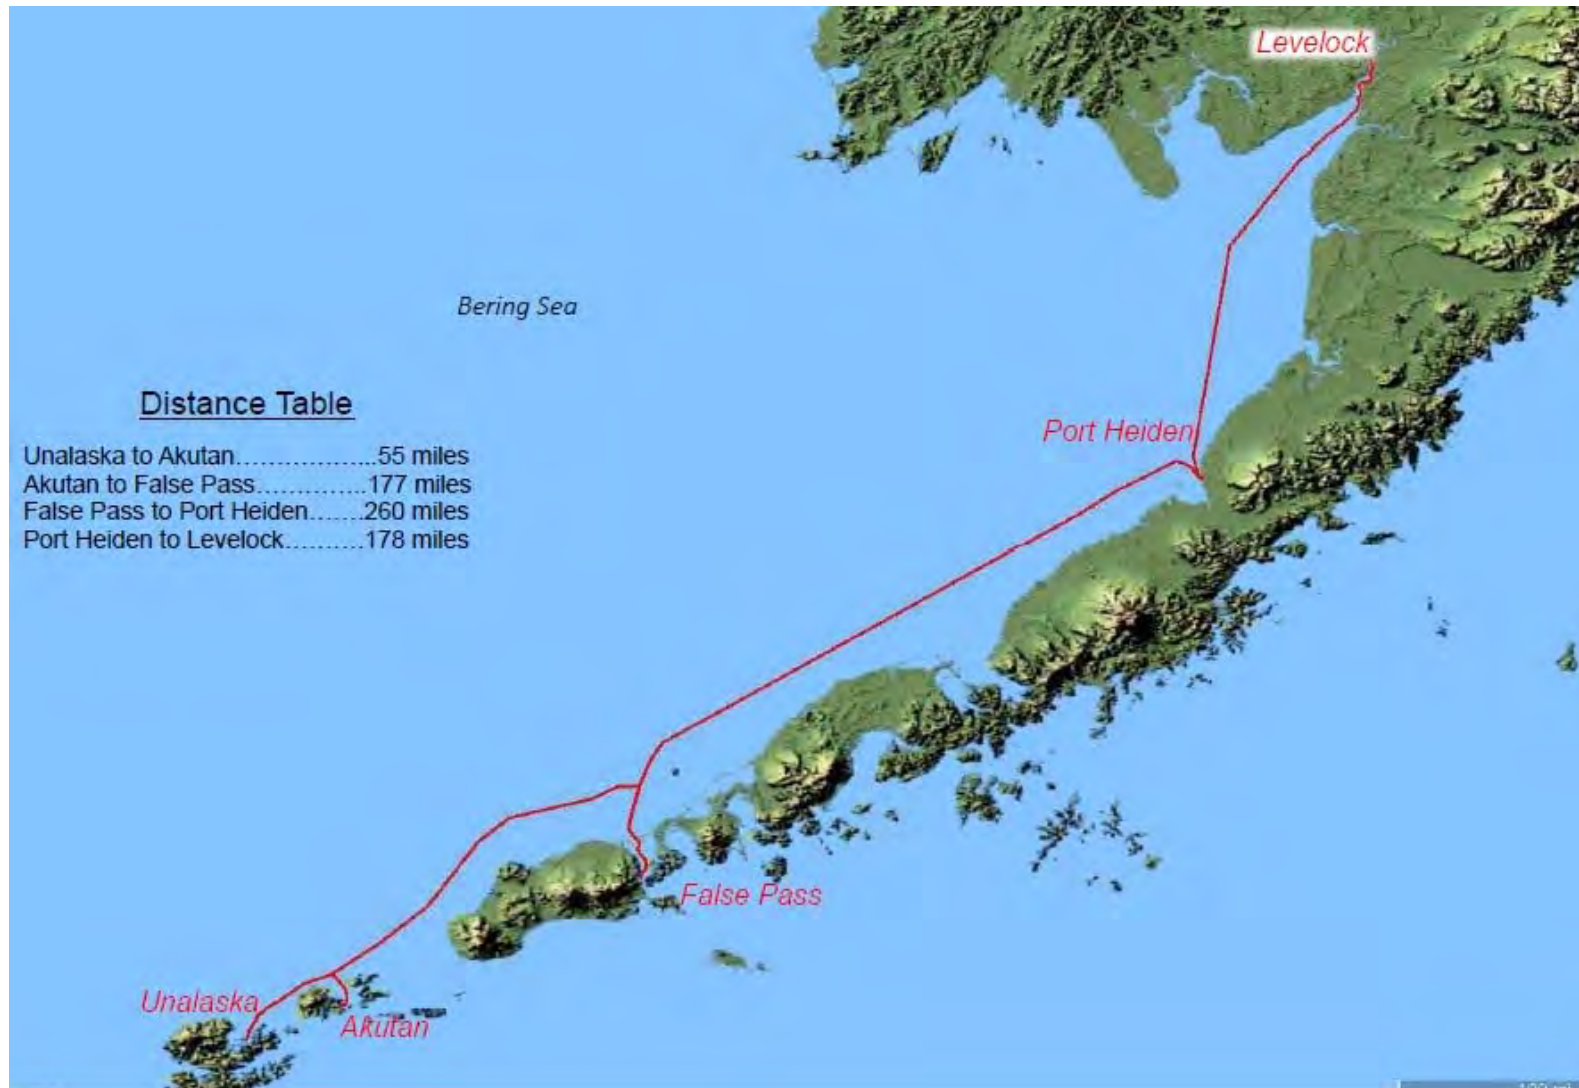 Levelock
Bering Sea
Distance Table
Port Heiden
Unalaska to Akutan..................55 miles
Akutan to False Pass.............177 miles
False Pass to Port Heiden.......260 miles
Port Heiden to Levelock..........178 miles
False Pass
Unalaska
Akutan